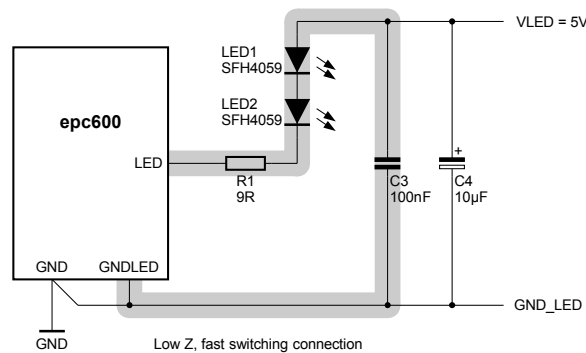 VLED = 5V
LED1
SFH4059
LED2
SFH4059
epc600
LED
R1
9R
C3
100nF
+
C4
10µF
GND
GNDLED
GND_LED
GND
Low Z, fast switching connection